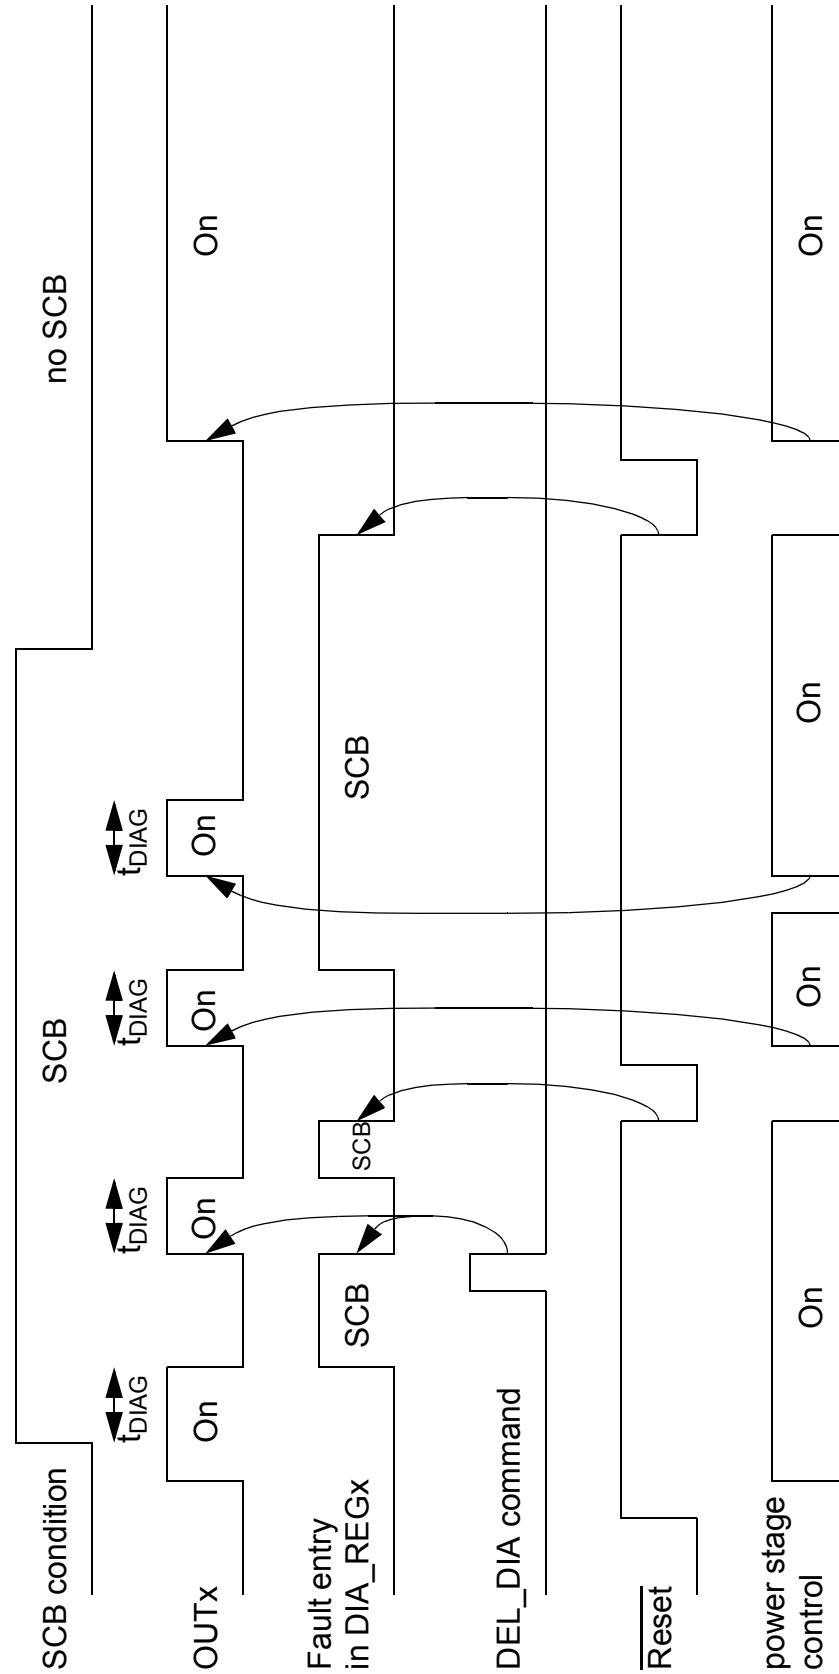 SCB condition
SCB
no SCB
tDIAG
tDIAG
tDIAG
tDIAG
OUTx
On
On
On
On
On
Fault entry
in DIA_REGx
SCB
SCB
SCB
DEL_DIA command
Reset
power stage
control
On
On
On
On